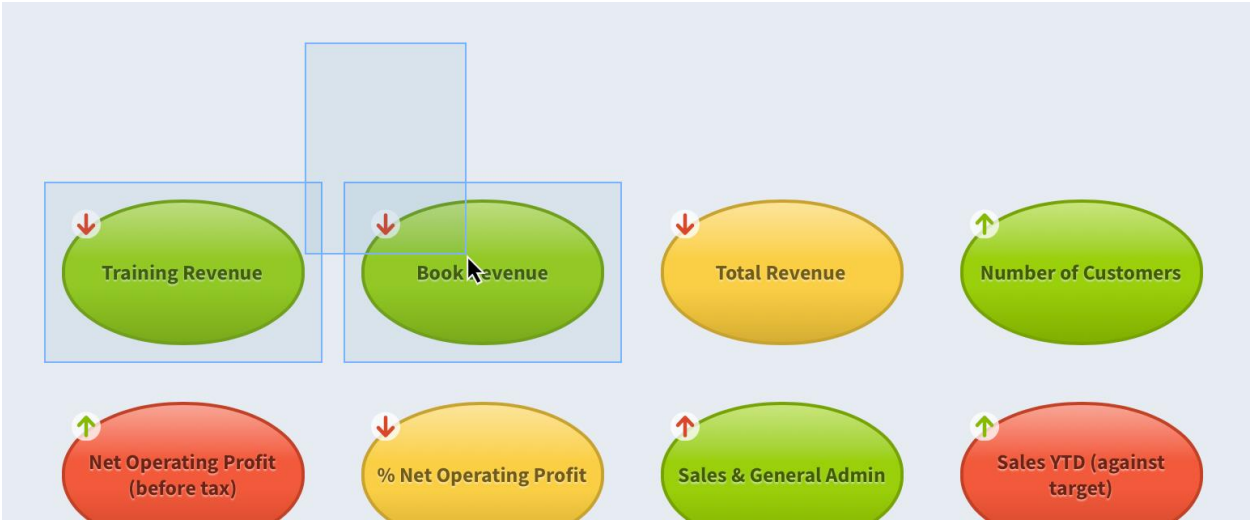 Training Revenue
Book Revenue
Total Revenue
Number of Customers
Net Operating Profit
(before tax)
% Net Operating Profit
Sales & General Admin
Sales YTD (against
target)